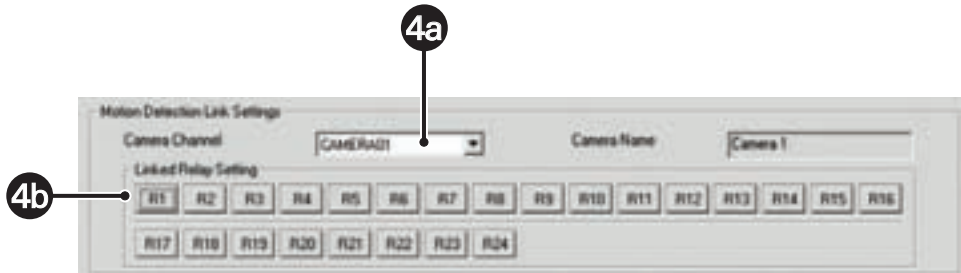 4a
Motion Detection Link Settings
Camera Channel CAMERA01 Camera Name Camera 1
Linked Relay Setting
4b
R1 R2 R3 R4 R5 R6 R7 R8 R9 R10 R11 R12 R13 R14 R15 R16
R17 R18 R19 R20 R21 R22 R23 R24